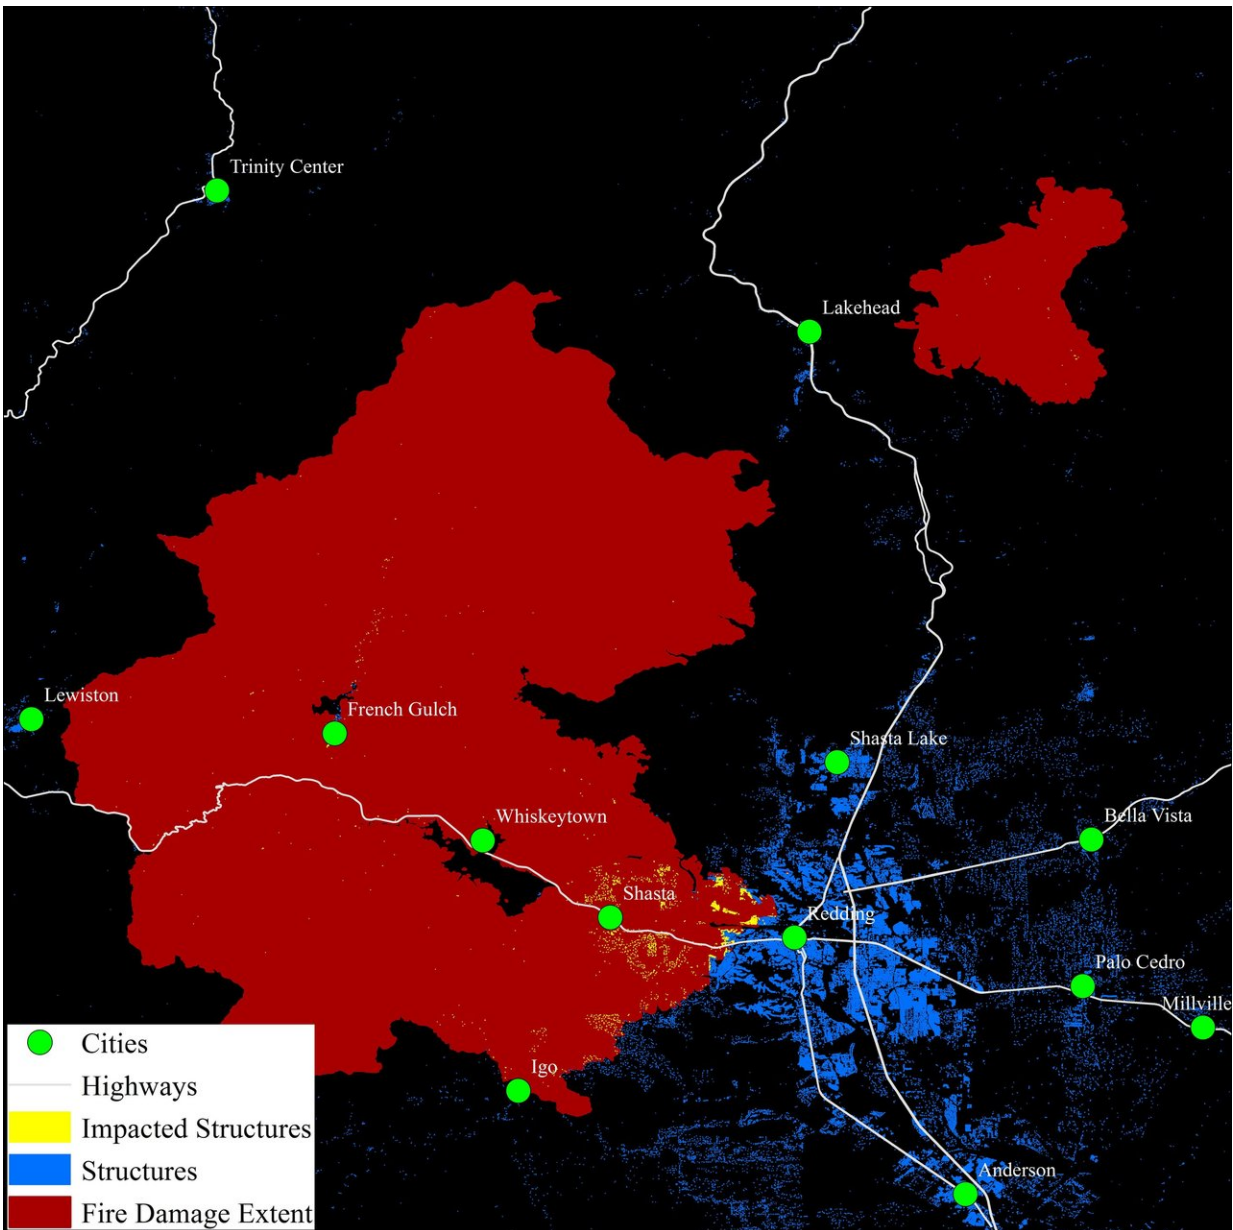 Trinity Center
Lakehead
Lewiston
French Gulch
Shasta Lake
Whiskeytown
Bella Vista
Shasta
Redding
Palo Cedro
Millville
Igo
Anderson
Cities
Highways
Impacted Structures
Structures
Fire Damage Extent